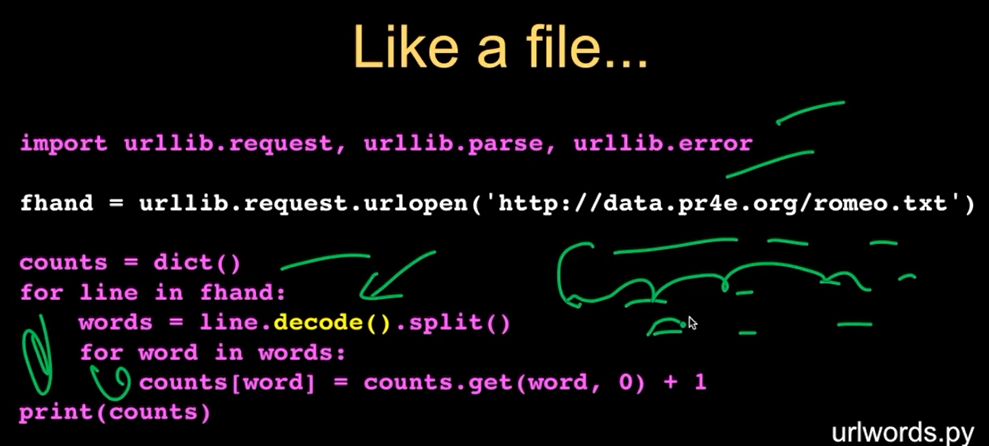 Like a file...
import urllib.request, urllib.parse, urllib.error
fhand = urllib.request.urlopen('http://data.pr4e.org/romeo.txt')
counts = dict()
for line in fhand:
    words = line.decode().split()
    for word in words:
        counts[word] = counts.get(word, 0) + 1
print(counts)
urlwords.py